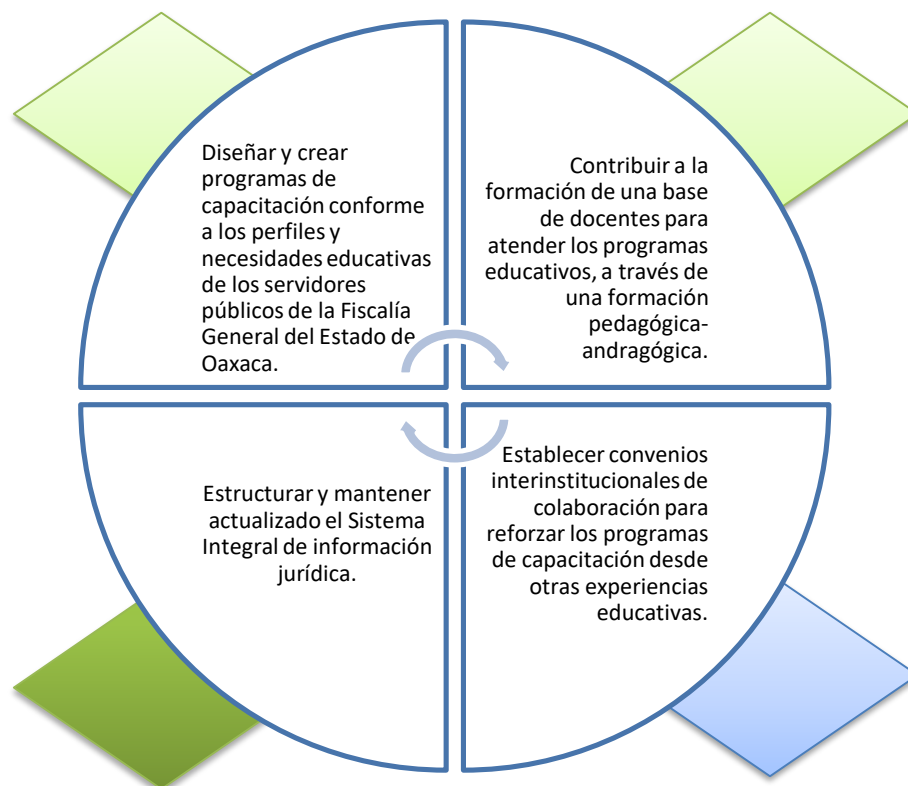 Diseñar y crear
programas de
capacitación conforme
a los perfiles y
necesidades educativas
de los servidores
públicos de la Fiscalía
General del Estado de
Oaxaca.
Contribuir a la
formación de una base
de docentes para
atender los programas
educativos, a través de
una formación
pedagógica-
andragógica.
Estructurar y mantener
actualizado el Sistema
Integral de información
jurídica.
Establecer convenios
interinstitucionales de
colaboración para
reforzar los programas
de capacitación desde
otras experiencias
educativas.